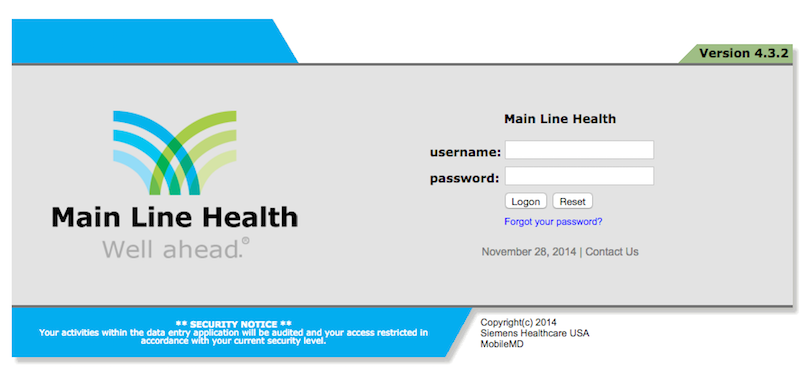 Version 4.3.2
Main Line Health
Well ahead.®
Main Line Health
username:
password:
Logon Reset
Forgot your password?
November 28, 2014 | Contact Us
** SECURITY NOTICE **
Your activities within the data entry application will be audited and your access restricted in
accordance with your current security level.
Copyright(c) 2014
Siemens Healthcare USA
MobileMD